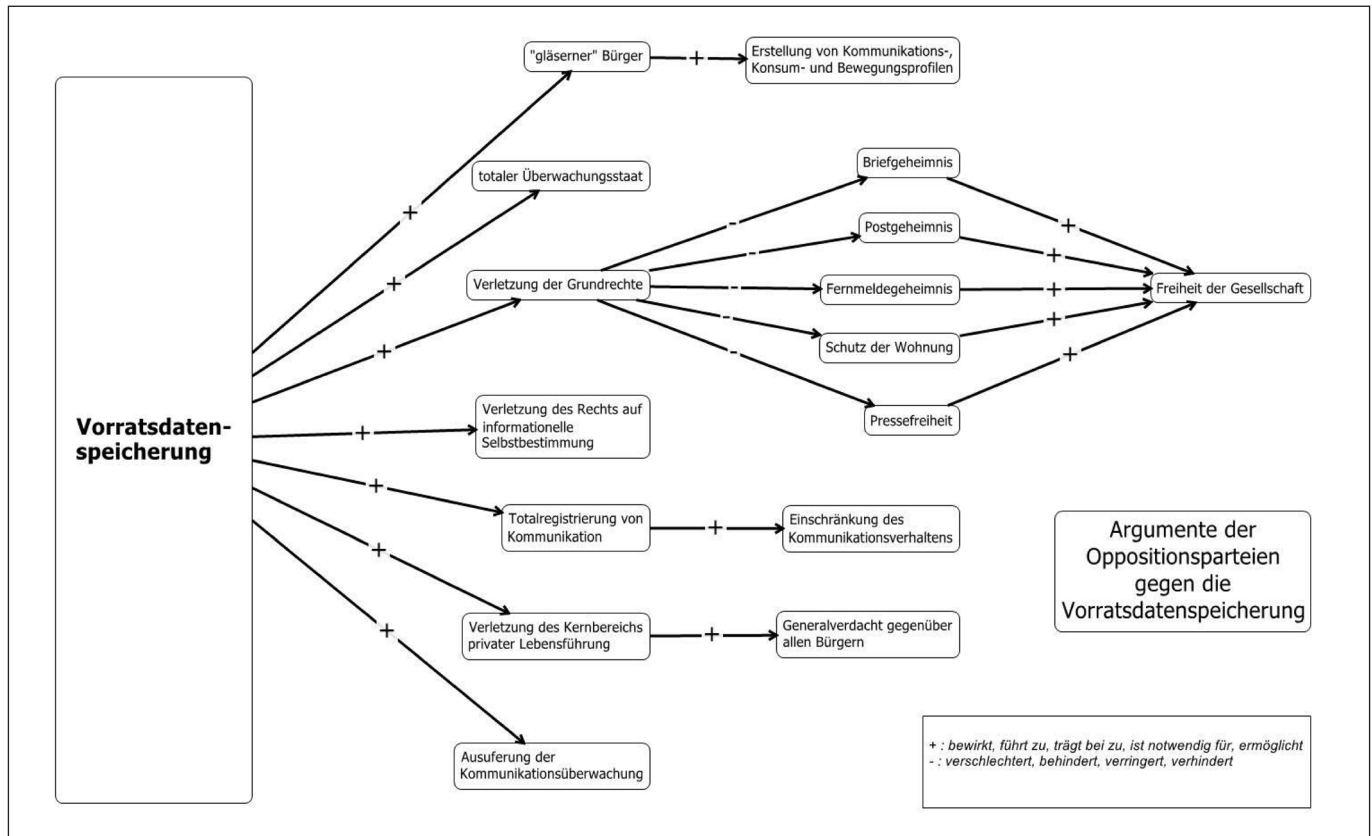 "gläserner" Bürger
+
Erstellung von Kommunikations-,
Konsum- und Bewegungsprofilen
+
totaler Überwachungsstaat
+
Verletzung der Grundrechte
+
Briefgeheimnis
-
+
Postgeheimnis
-
+
Fernmeldegeheimnis
-
+
Schutz der Wohnung
-
+
Pressefreiheit
-
+
Freiheit der Gesellschaft
Vorratsdaten-
speicherung
+
Verletzung des Rechts auf
informationelle
Selbstbestimmung
+
Totalregistrierung von
Kommunikation
+
Einschränkung des
Kommunikationsverhaltens
+
Verletzung des Kernbereichs
privater Lebensführung
+
Generalverdacht gegenüber
allen Bürgern
+
Ausuferung der
Kommunikationsüberwachung
Argumente der
Oppositionsparteien
gegen die
Vorratsdatenspeicherung
+ : bewirkt, führt zu, trägt bei zu, ist notwendig für, ermöglicht
- : verschlechtert, behindert, verringert, verhindert